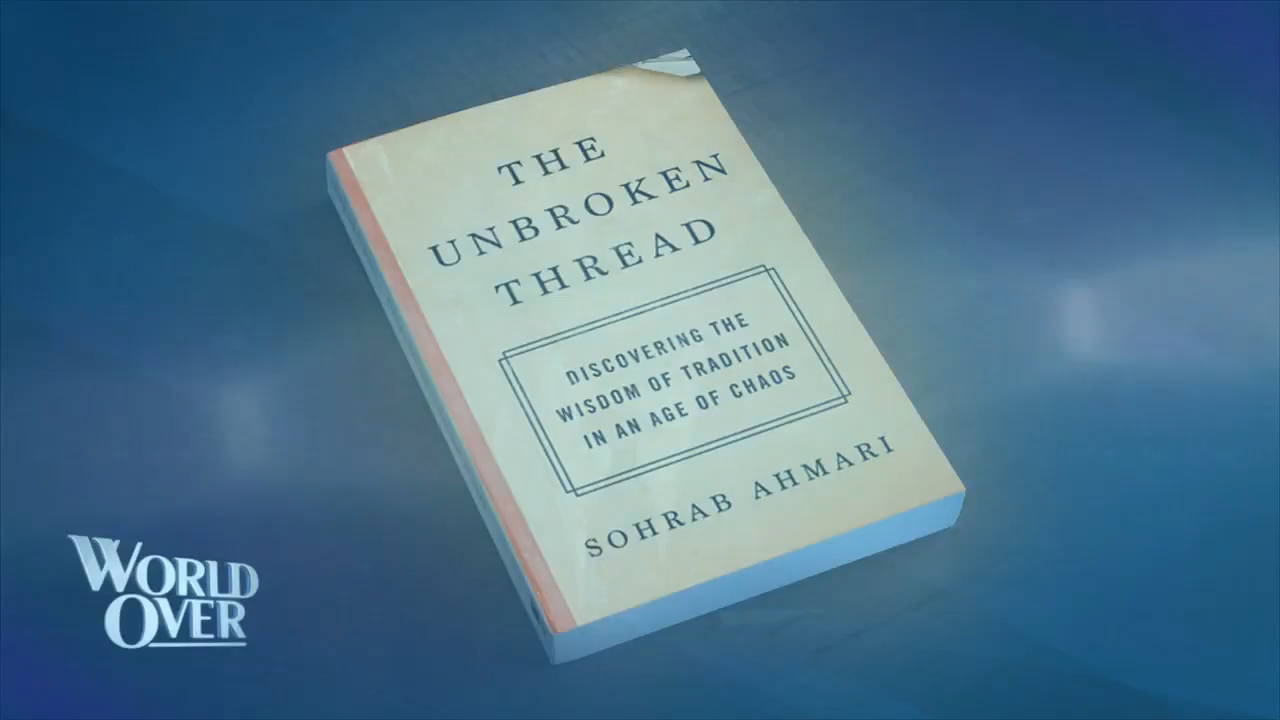 THE
UNBROKEN
THREAD
DISCOVERING THE
WISDOM OF TRADITION
IN AN AGE OF CHAOS
SOHRAB AHMARI
WORLD
OVER